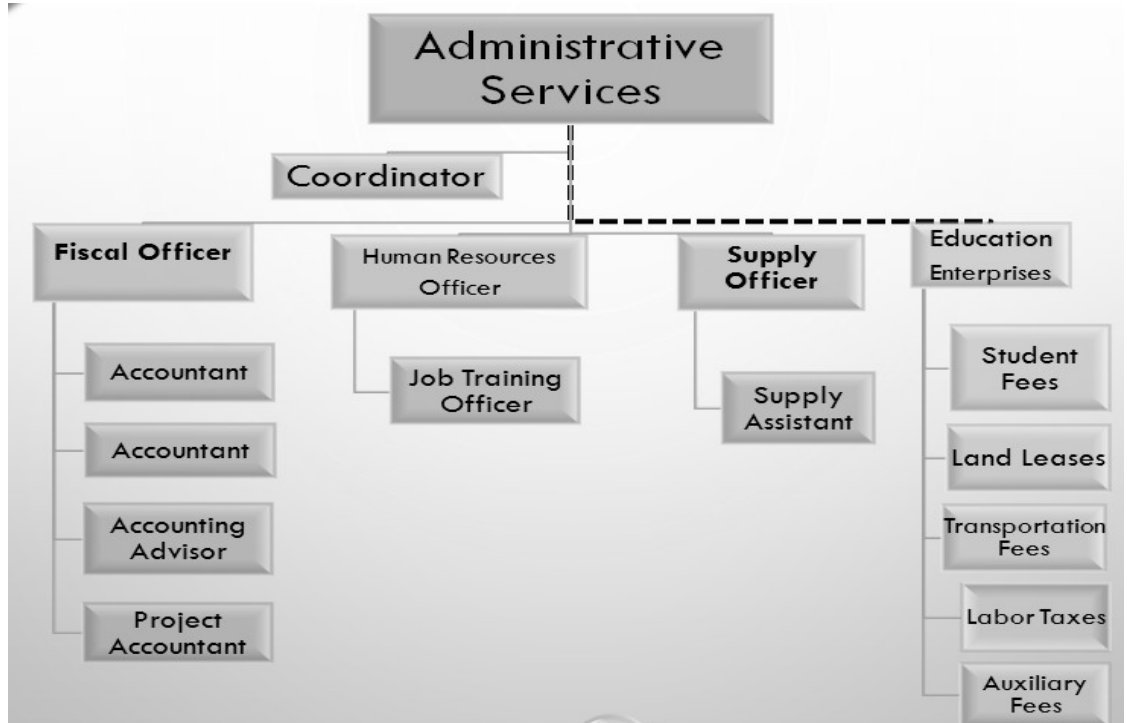 Administrative
Services
Coordinator
Fiscal Officer
Human Resources
Officer
Supply
Officer
Education
Enterprises
Accountant
Accountant
Accounting
Advisor
Project
Accountant
Job Training
Officer
Supply
Assistant
Student
Fees
Land Leases
Transportation
Fees
Labor Taxes
Auxiliary
Fees